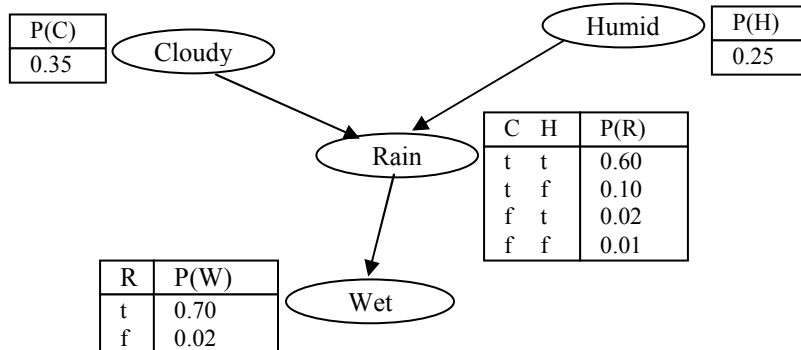 P(C)
0.35
Cloudy
Humid
P(H)
0.25
Rain
C H P(R)
t t 0.60
t f 0.10
f t 0.02
f f 0.01
R P(W)
t 0.70
f 0.02
Wet